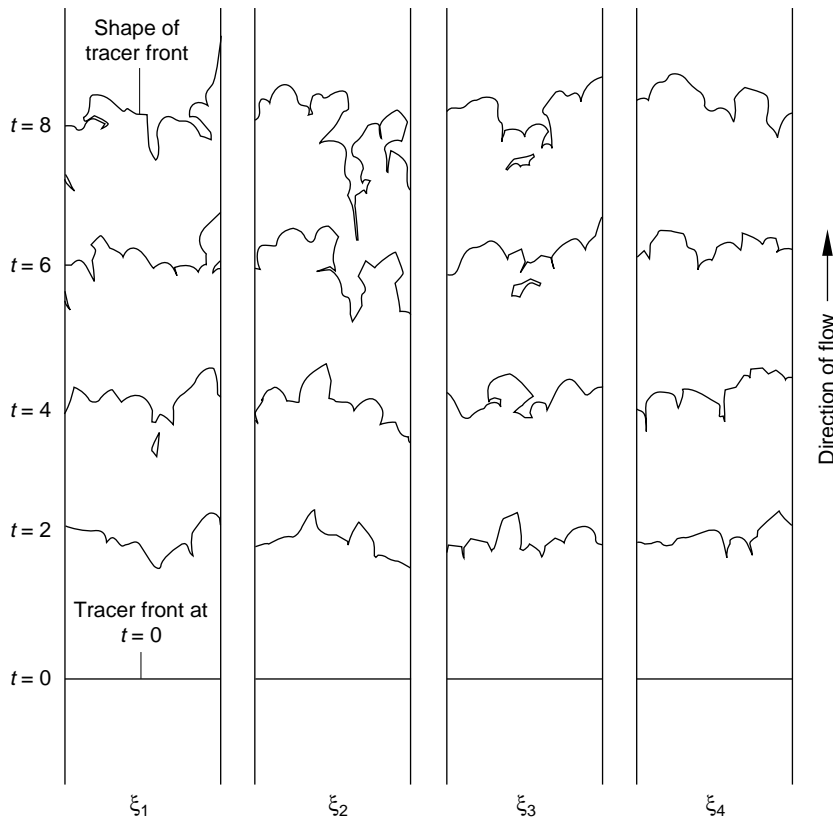 Shape of
tracer front
t = 8
t = 6
t = 4
t = 2
Tracer front at
t = 0
t = 0
Direction of flow
ξ1
ξ2
ξ3
ξ4